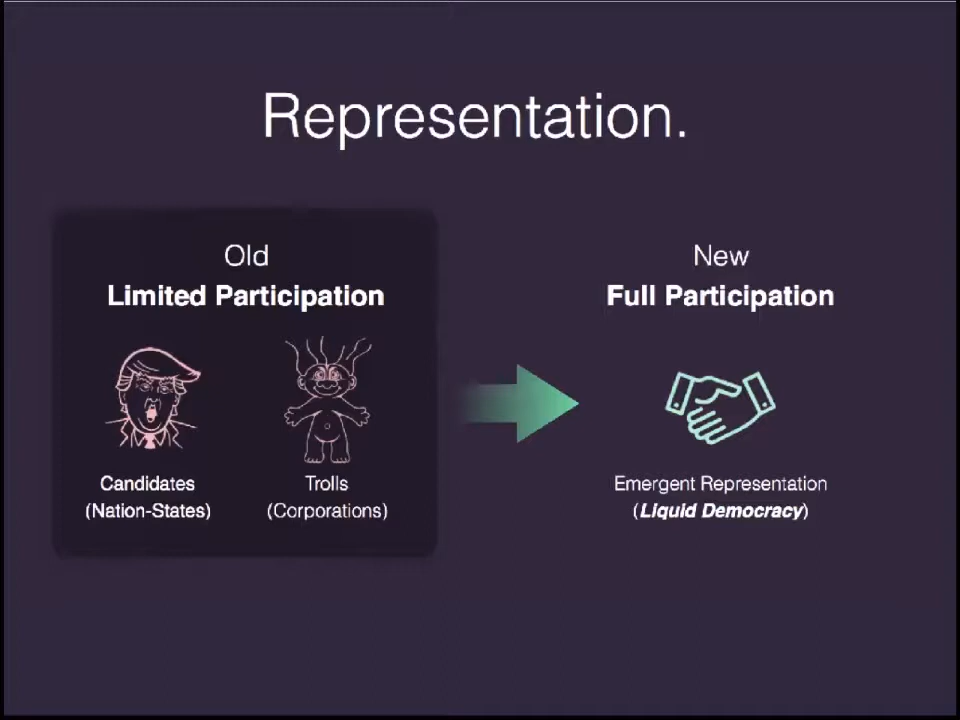 Representation.
Old
Limited Participation
Candidates
(Nation-States)
Trolls
(Corporations)
New
Full Participation
Emergent Representation
(Liquid Democracy)